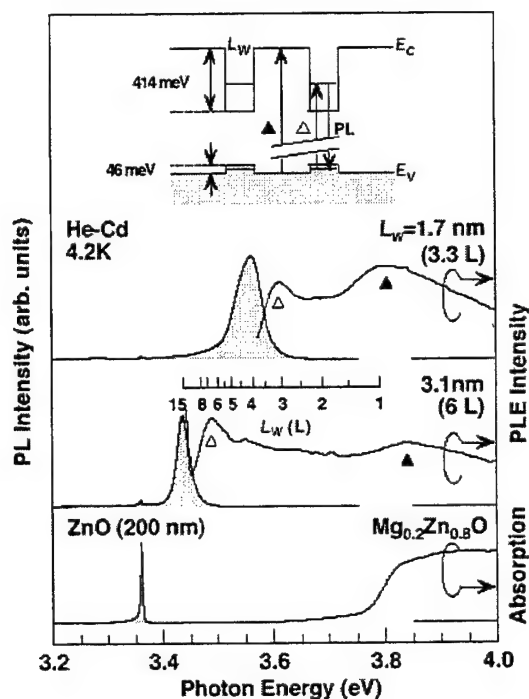 L_W
E_C
414 meV
▲ △ PL
46 meV
E_V
He-Cd
4.2K
L_W=1.7 nm
(3.3 L)
△ ▲
15 8 6 5 4 3 2 1
L_W (L)
3.1nm
(6 L)
△ ▲
ZnO (200 nm)
Mg0.2Zn0.8O
PL Intensity (arb. units)
PLE Intensity
Absorption
3.2 3.4 3.6 3.8 4.0
Photon Energy (eV)